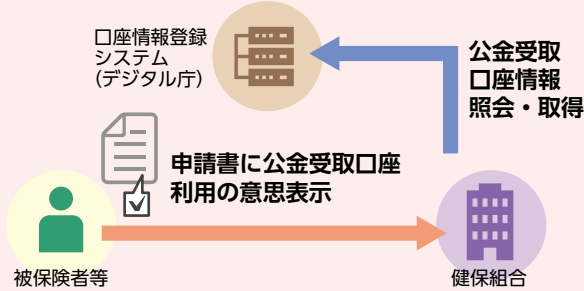 口座情報登録
システム
(デジタル庁)
公金受取
口座情報
照会・取得
申請書に公金受取口座
利用の意思表示
被保険者等
健保組合